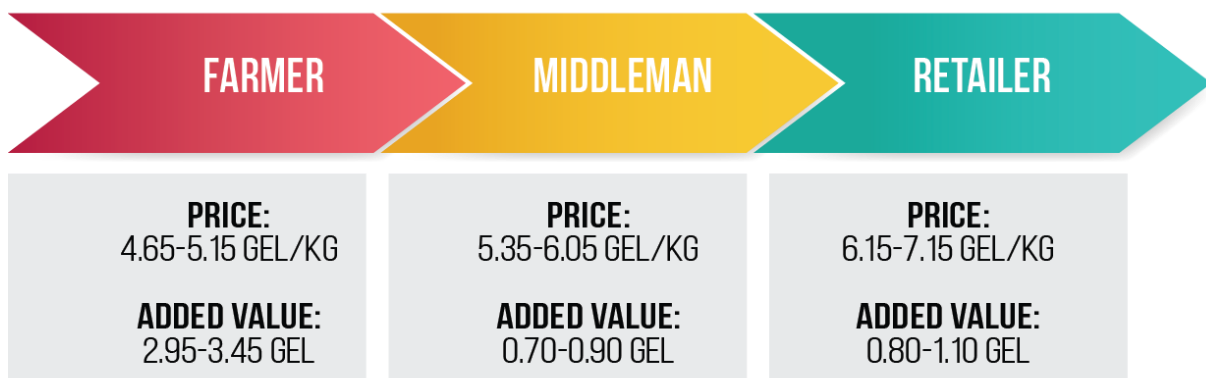 FARMER
MIDDLEMAN
RETAILER
PRICE:
4.65-5.15 GEL/KG
ADDED VALUE:
2.95-3.45 GEL
PRICE:
5.35-6.05 GEL/KG
ADDED VALUE:
0.70-0.90 GEL
PRICE:
6.15-7.15 GEL/KG
ADDED VALUE:
0.80-1.10 GEL